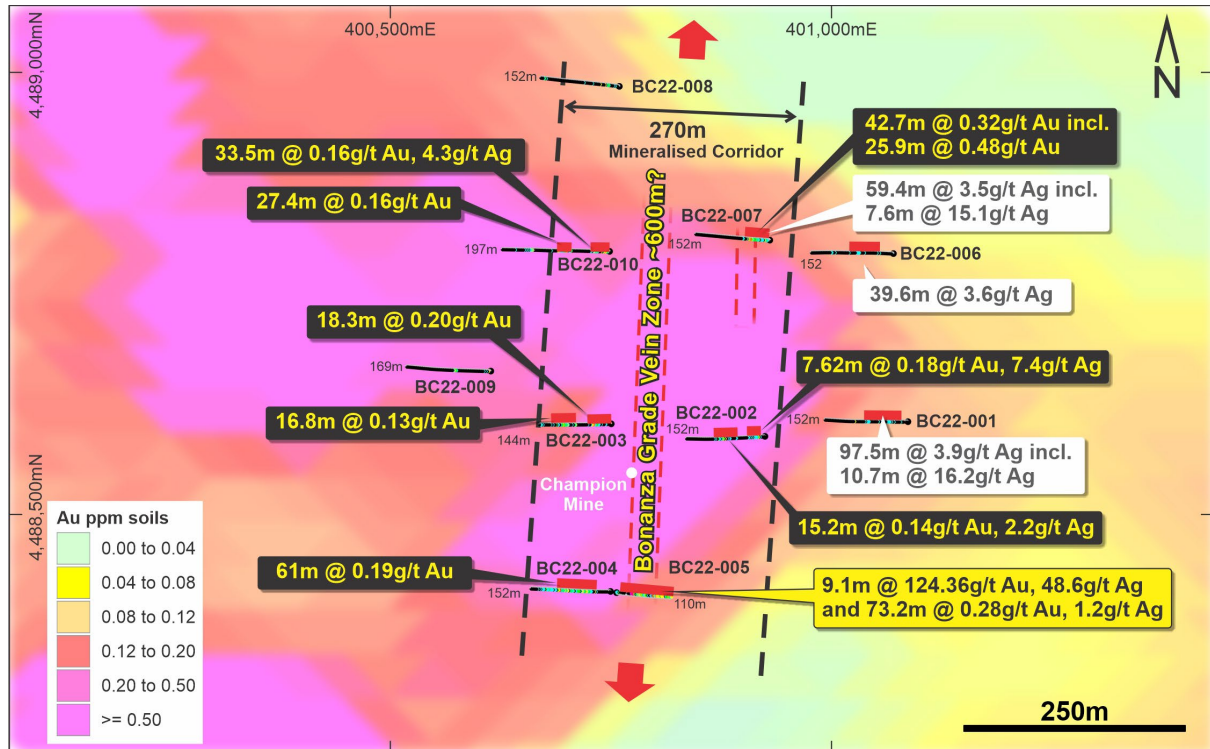 400,500mE
401,000mE
4,489,000mN
N
152m
BC22-008
270m
Mineralised Corridor
42.7m @ 0.32g/t Au incl.
25.9m @ 0.48g/t Au
33.5m @ 0.16g/t Au, 4.3g/t Ag
27.4m @ 0.16g/t Au
59.4m @ 3.5g/t Ag incl.
7.6m @ 15.1g/t Ag
BC22-007
152m
197m
BC22-010
152
BC22-006
39.6m @ 3.6g/t Ag
Bonanza Grade Vein Zone ~600m?
18.3m @ 0.20g/t Au
169m
BC22-009
7.62m @ 0.18g/t Au, 7.4g/t Ag
16.8m @ 0.13g/t Au
144m
BC22-003
BC22-002
152m
152m
BC22-001
97.5m @ 3.9g/t Ag incl.
10.7m @ 16.2g/t Ag
Champion
Mine
4,488,500mN
15.2m @ 0.14g/t Au, 2.2g/t Ag
61m @ 0.19g/t Au
BC22-004
152m
BC22-005
110m
9.1m @ 124.36g/t Au, 48.6g/t Ag
and 73.2m @ 0.28g/t Au, 1.2g/t Ag
Au ppm soils
0.00 to 0.04
0.04 to 0.08
0.08 to 0.12
0.12 to 0.20
0.20 to 0.50
>= 0.50
250m